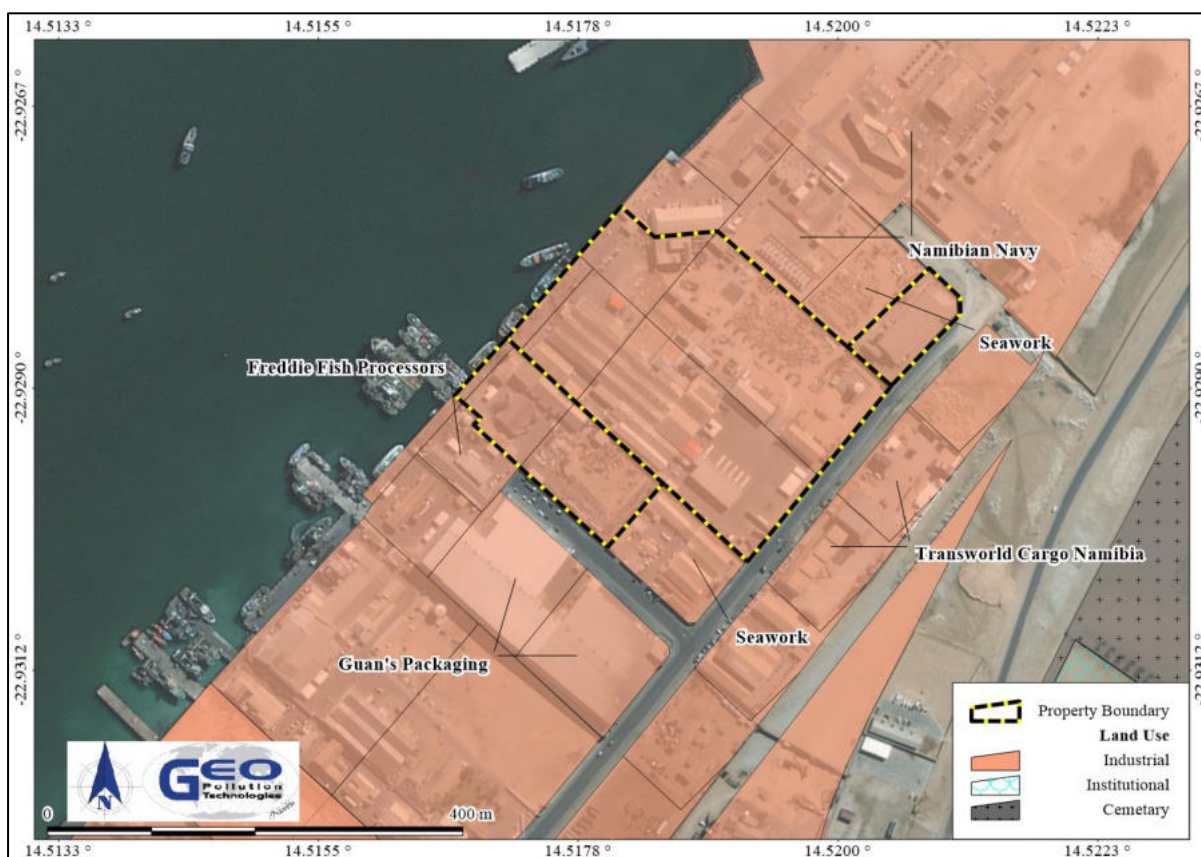 14.5133 ° 14.5155 ° 14.5178 ° 14.5200 ° 14.5223 °
-22.9267 ° -22.9267 °
Namibian Navy
Seawork
-22.9290 ° -22.9290 °
Freddie Fish Processors
Transworld Cargo Namibia
Seawork
Guan's Packaging
-22.9312 ° -22.9312 °
Property Boundary
Land Use
Industrial
Institutional
Cemetary
N
GEO
Pollution
Technologies
0 400 m
14.5133 ° 14.5155 ° 14.5178 ° 14.5200 ° 14.5223 °